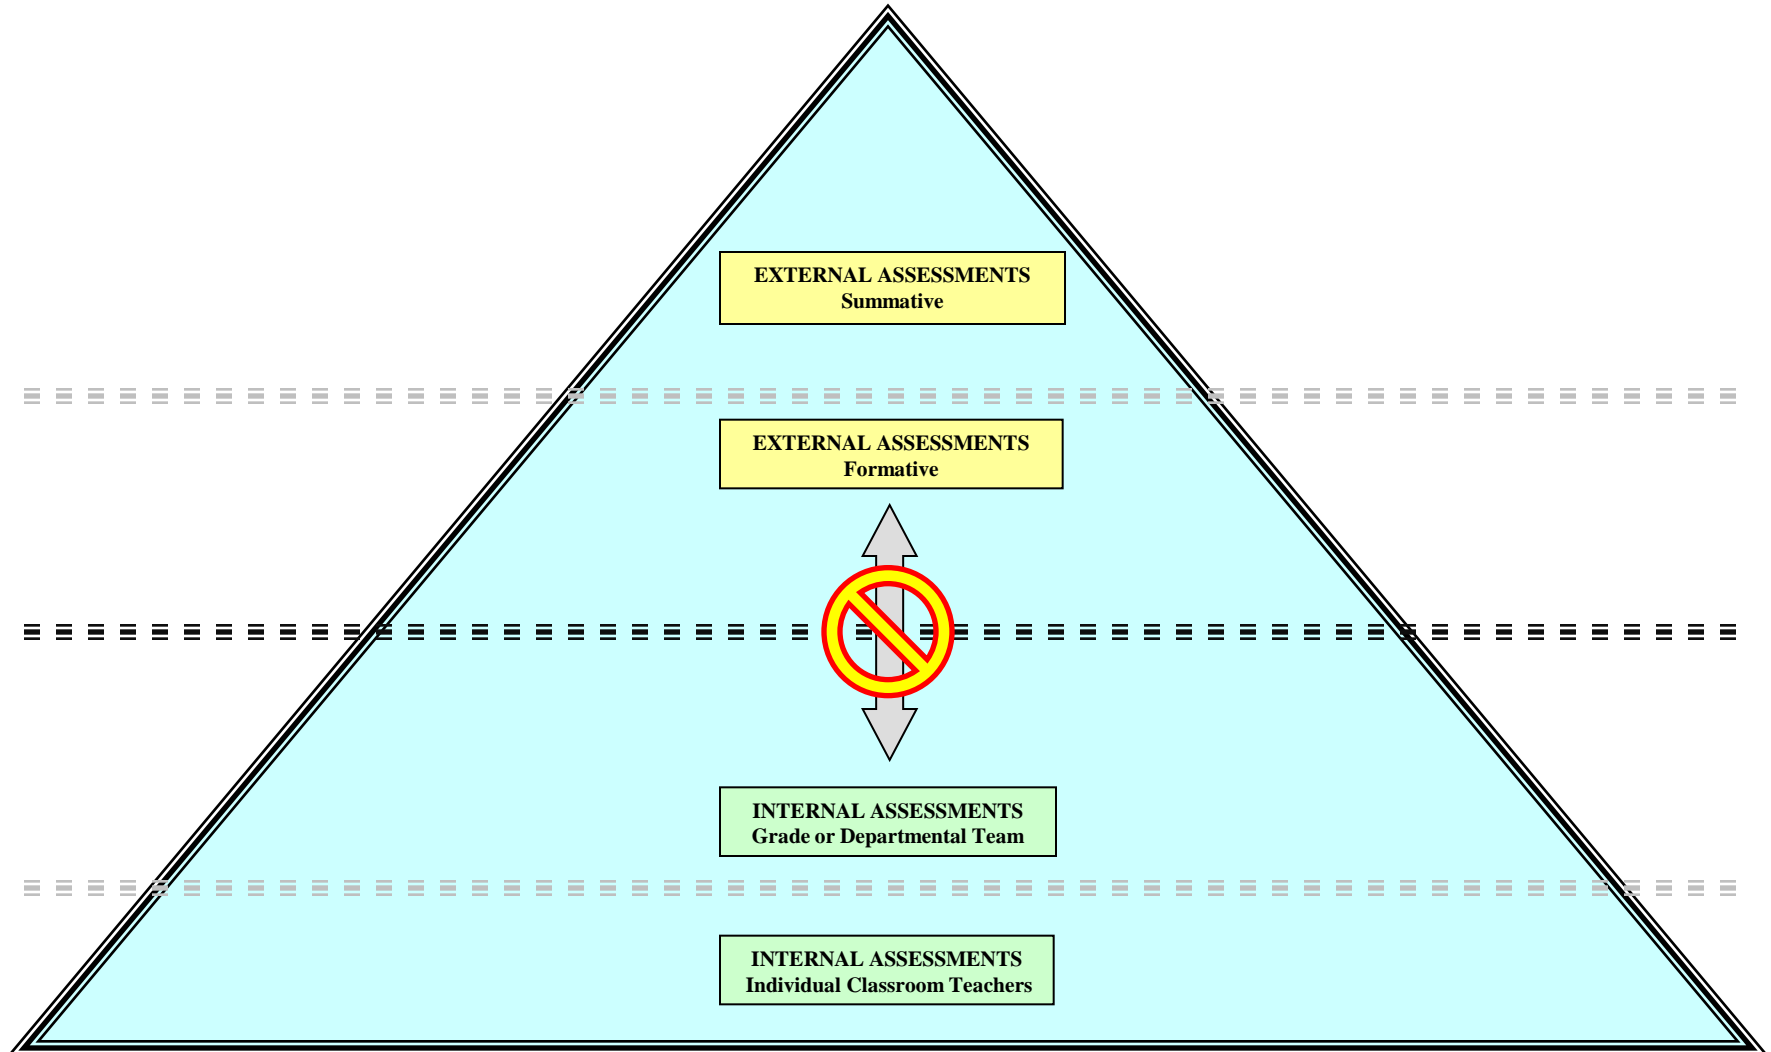 EXTERNAL ASSESSMENTS
Summative
EXTERNAL ASSESSMENTS
Formative
INTERNAL ASSESSMENTS
Grade or Departmental Team
INTERNAL ASSESSMENTS
Individual Classroom Teachers